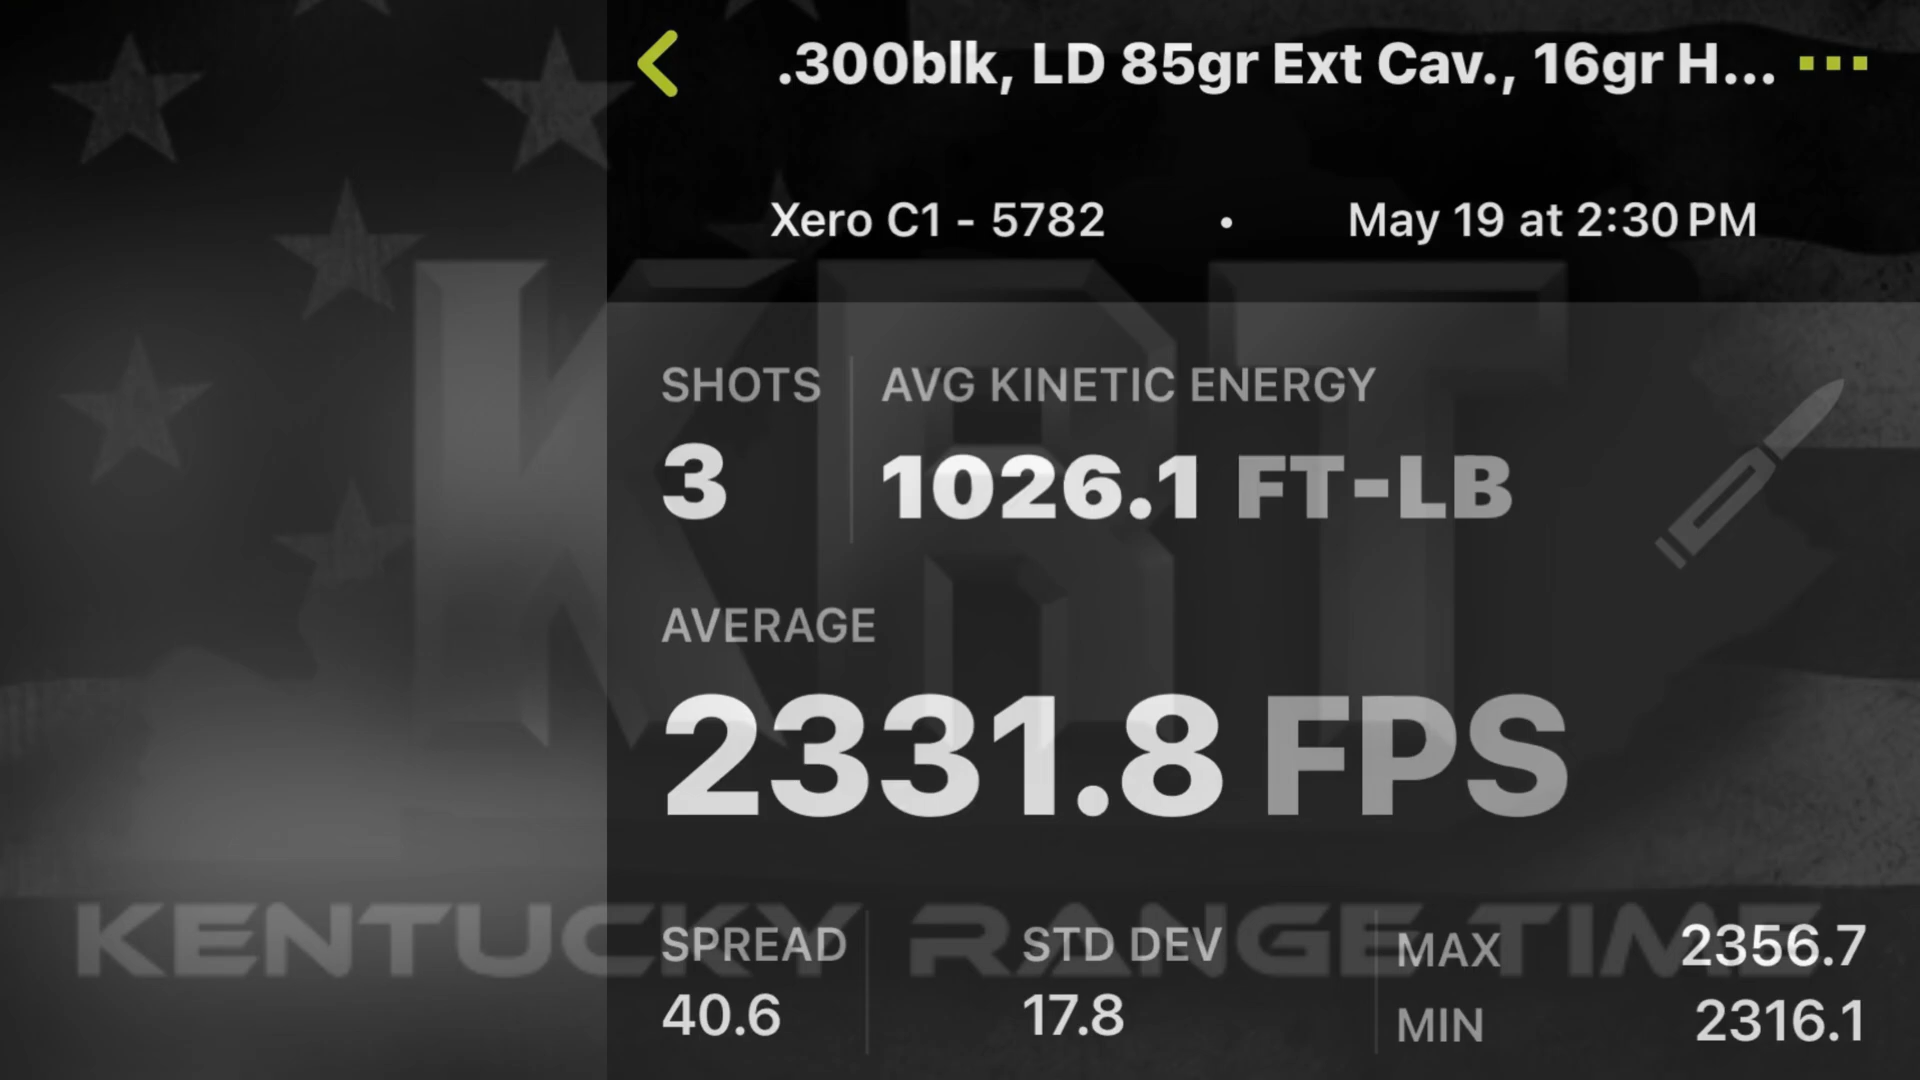 .300blk, LD 85gr Ext Cav., 16gr H...
Xero C1 - 5782 • May 19 at 2:30 PM
SHOTS
3
AVG KINETIC ENERGY
1026.1 FT-LB
AVERAGE
2331.8 FPS
SPREAD
40.6
STD DEV
17.8
MAX 2356.7
MIN 2316.1
KRT
KENTUCKY RANGE TIME